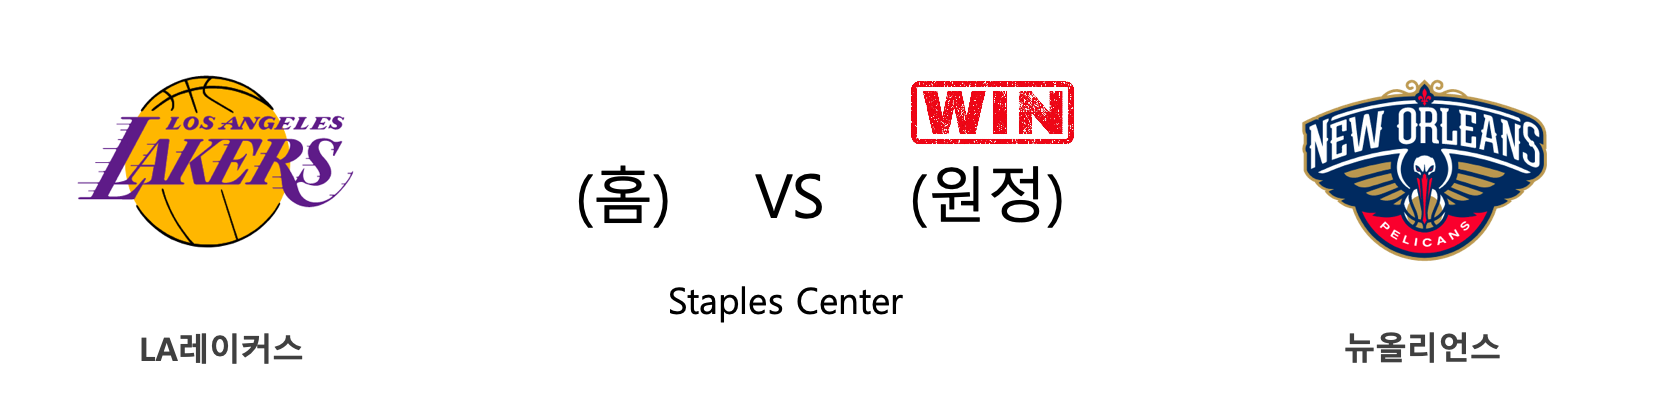 LOS ANGELES
LAKERS
WIN
(홈) VS (원정)
Staples Center
LA레이커스
NEW ORLEANS
PELICANS
뉴올리언스